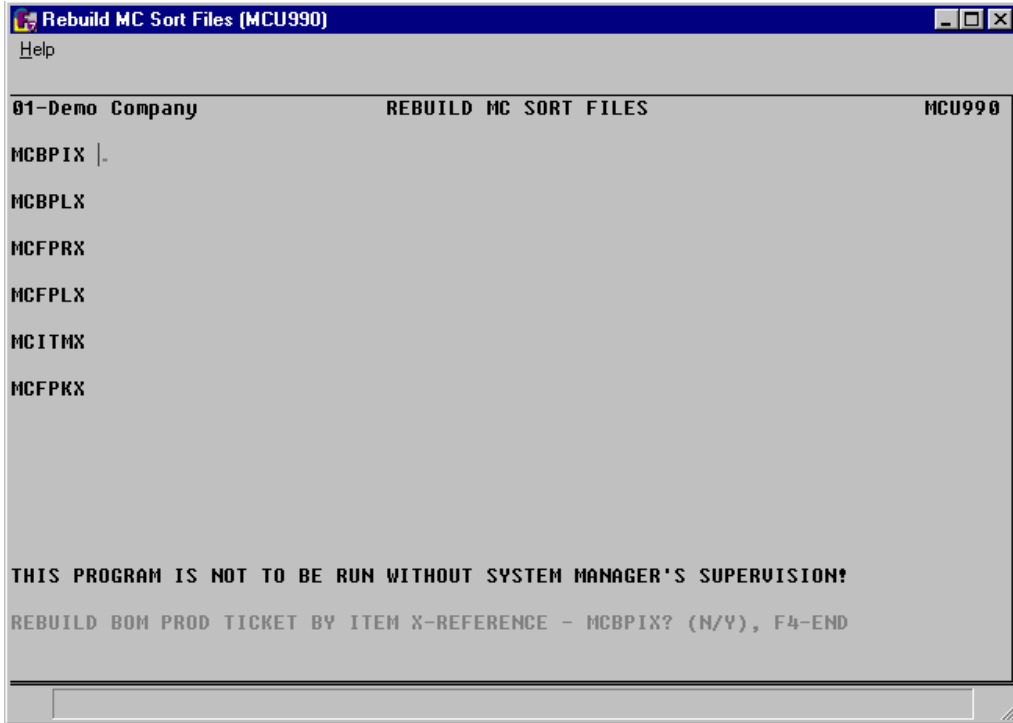 Rebuild MC Sort Files (MCU990)
Help
01-Demo Company REBUILD MC SORT FILES MCU990
MCBPIX .
MCBPLX
MCFPRX
MCFPLX
MCITMX
MCFPKX
THIS PROGRAM IS NOT TO BE RUN WITHOUT SYSTEM MANAGER'S SUPERVISION!
REBUILD BOM PROD TICKET BY ITEM X-REFERENCE - MCBPIX? (N/Y), F4-END